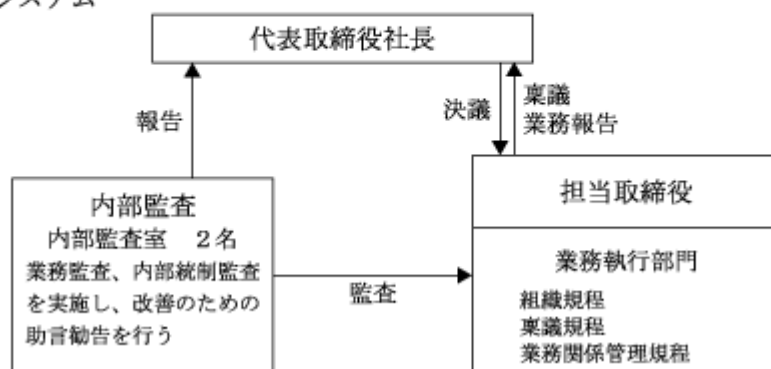 システム
代表取締役社長
報告
決議
稟議
業務報告
内部監査
内部監査室 2名
業務監査、内部統制監査
を実施し、改善のための
助言勧告を行う
監査
担当取締役
業務執行部門
組織規程
稟議規程
業務関係管理規程